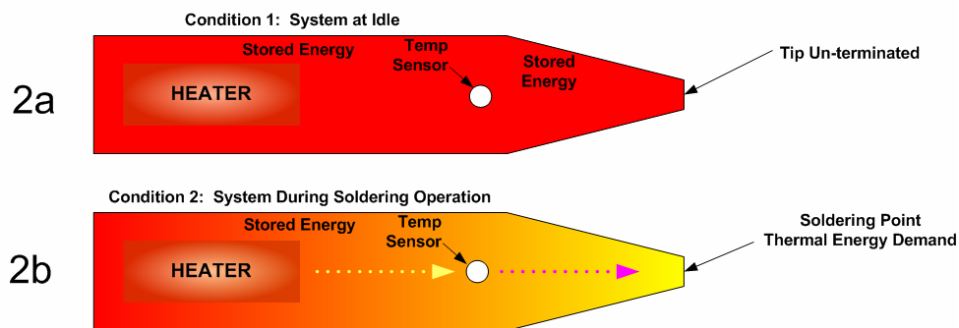 Condition 1: System at Idle
Stored Energy
Temp
Sensor
Stored
Energy
Tip Un-terminated
HEATER
2a
Condition 2: System During Soldering Operation
Stored Energy
Temp
Sensor
Soldering Point
Thermal Energy Demand
HEATER
2b